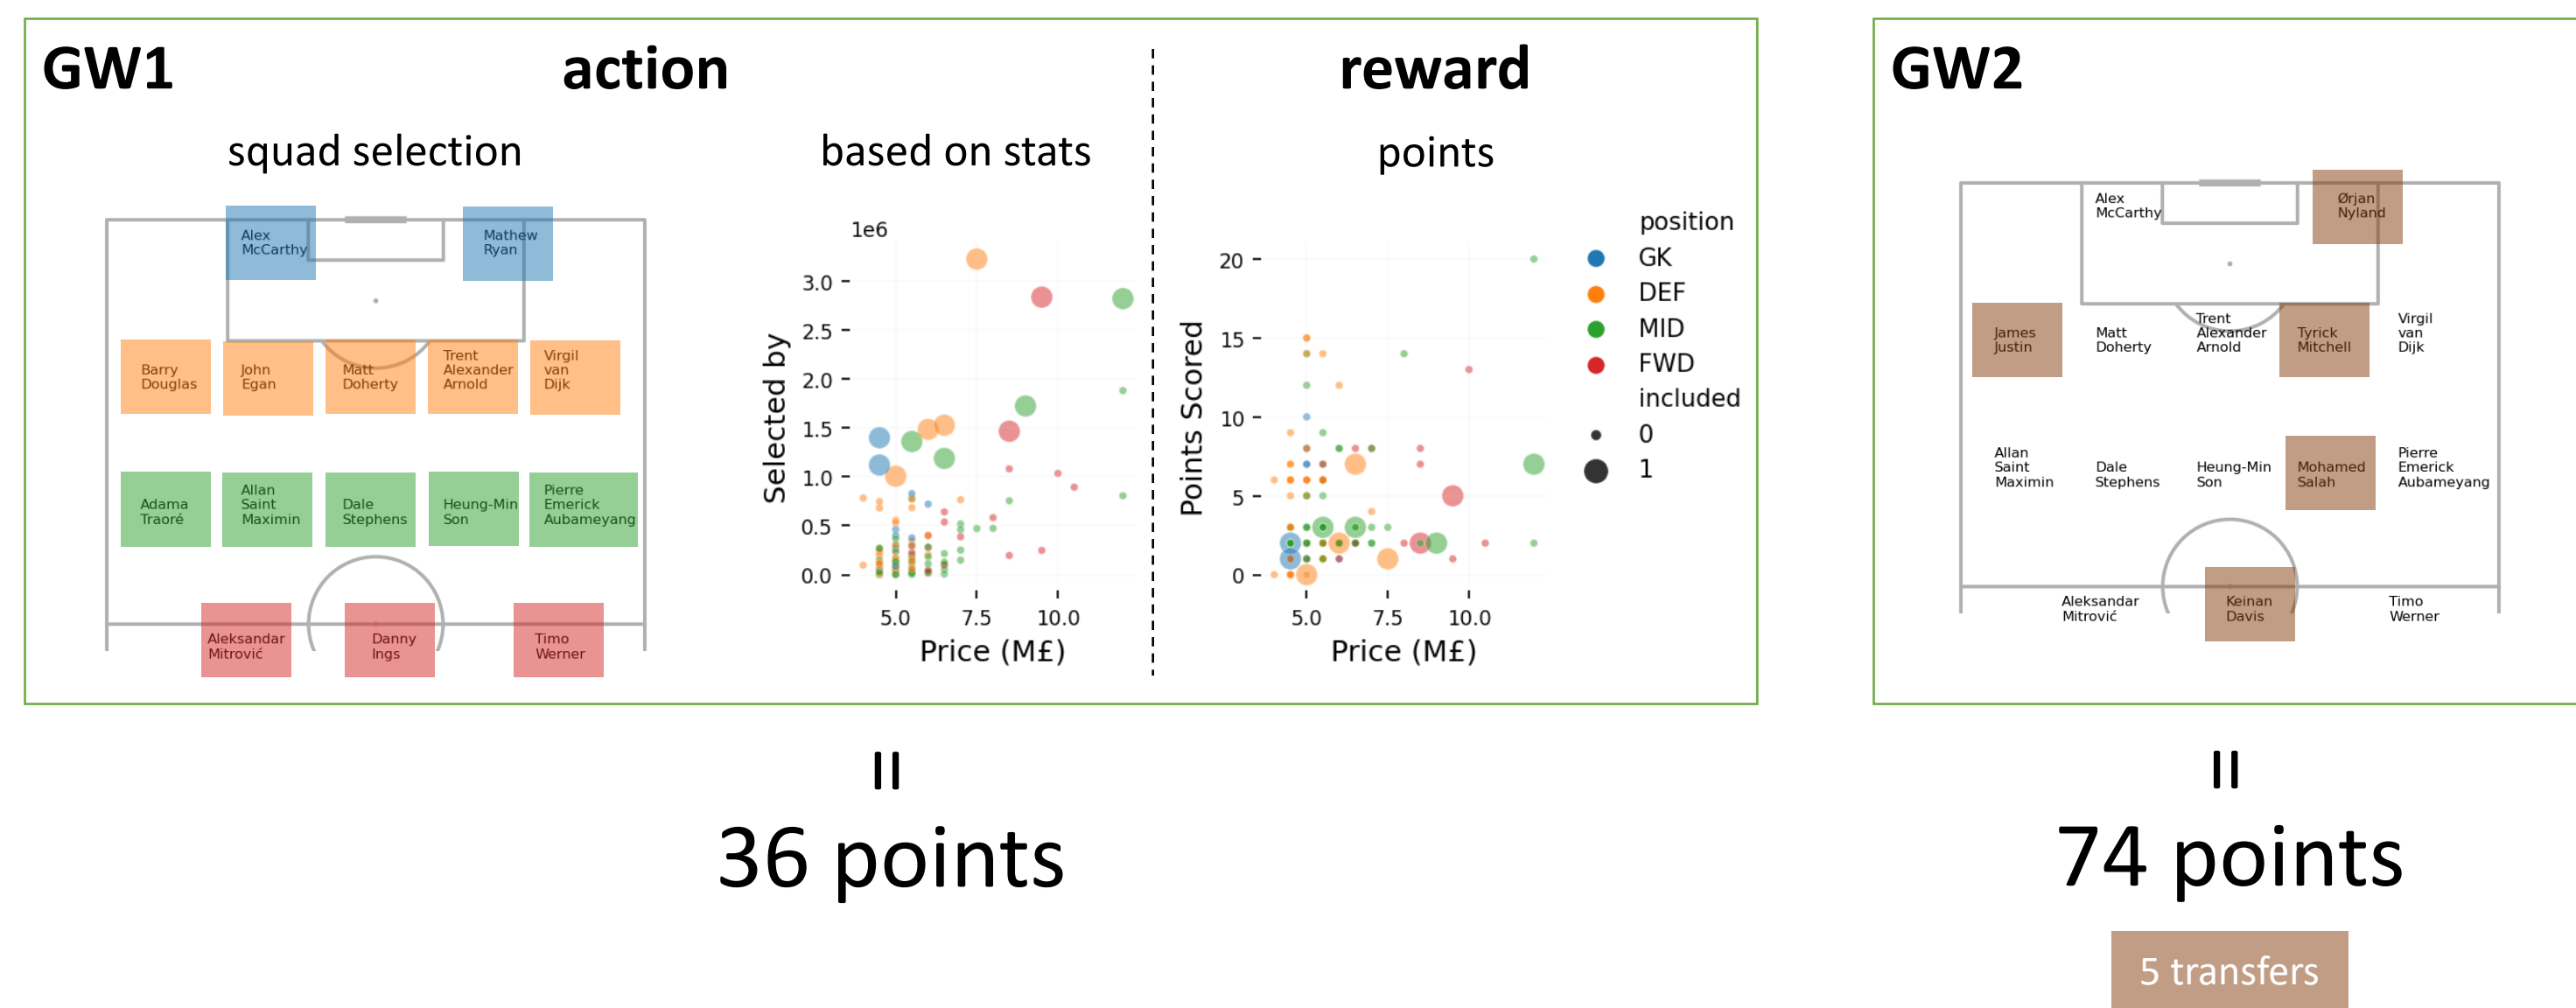 GW1
action
reward
squad selection
based on stats
points
Alex
McCarthy
Mathew
Ryan
Barry
Douglas
John
Egan
Matt
Doherty
Trent
Alexander
Arnold
Virgil
van
Dijk
Adama
Traoré
Allan
Saint
Maximin
Dale
Stephens
Heung-Min
Son
Pierre
Emerick
Aubameyang
Aleksandar
Mitrović
Danny
Ings
Timo
Werner
1e6
3.0
2.5
2.0
1.5
1.0
0.5
0.0
Selected by
5.0 7.5 10.0
Price (M£)
20
15
10
5
0
Points Scored
5.0 7.5 10.0
Price (M£)
position
GK
DEF
MID
FWD
included
0
1
=
36 points
GW2
Alex
McCarthy
Ørjan
Nyland
James
Justin
Matt
Doherty
Trent
Alexander
Arnold
Tyrick
Mitchell
Virgil
van
Dijk
Allan
Saint
Maximin
Dale
Stephens
Heung-Min
Son
Mohamed
Salah
Pierre
Emerick
Aubameyang
Aleksandar
Mitrović
Keinan
Davis
Timo
Werner
=
74 points
5 transfers